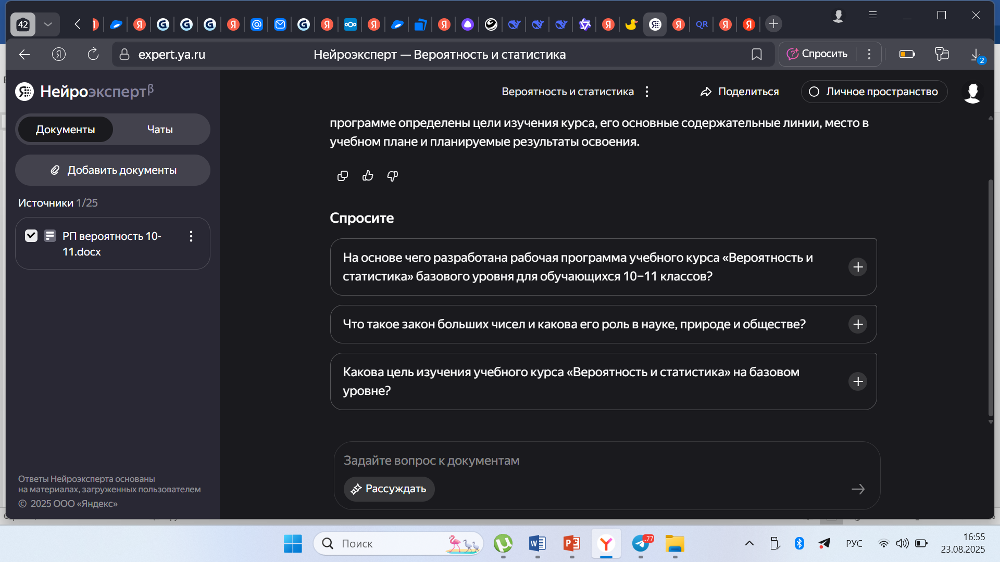 42
QR
expert.ya.ru
Нейроэксперт — Вероятность и статистика
Спросить
2
Нейроэксперт β
Вероятность и статистика
Поделиться
Личное пространство
Документы
Чаты
Добавить документы
Источники 1/25
РП вероятность 10-
11.docx
Ответы Нейроэксперта основаны
на материалах, загруженных пользователем
© 2025 ООО «Яндекс»
программе определены цели изучения курса, его основные содержательные линии, место в
учебном плане и планируемые результаты освоения.
Спросите
На основе чего разработана рабочая программа учебного курса «Вероятность и
статистика» базового уровня для обучающихся 10–11 классов?
Что такое закон больших чисел и какова его роль в науке, природе и обществе?
Какова цель изучения учебного курса «Вероятность и статистика» на базовом
уровне?
Задайте вопрос к документам
Рассуждать
Поиск
77
РУС
16:55
23.08.2025